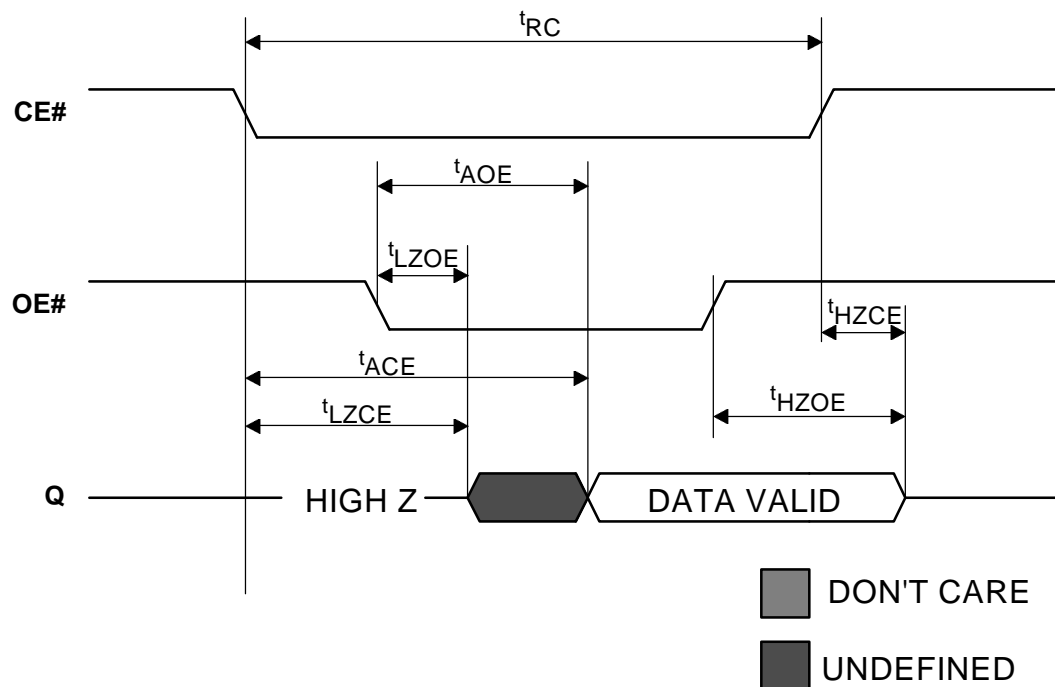 tRC
CE#
tAOE
tLZOE
OE#
tHZCE
tACE
tHZOE
tLZCE
Q HIGH Z DATA VALID
DON'T CARE
UNDEFINED